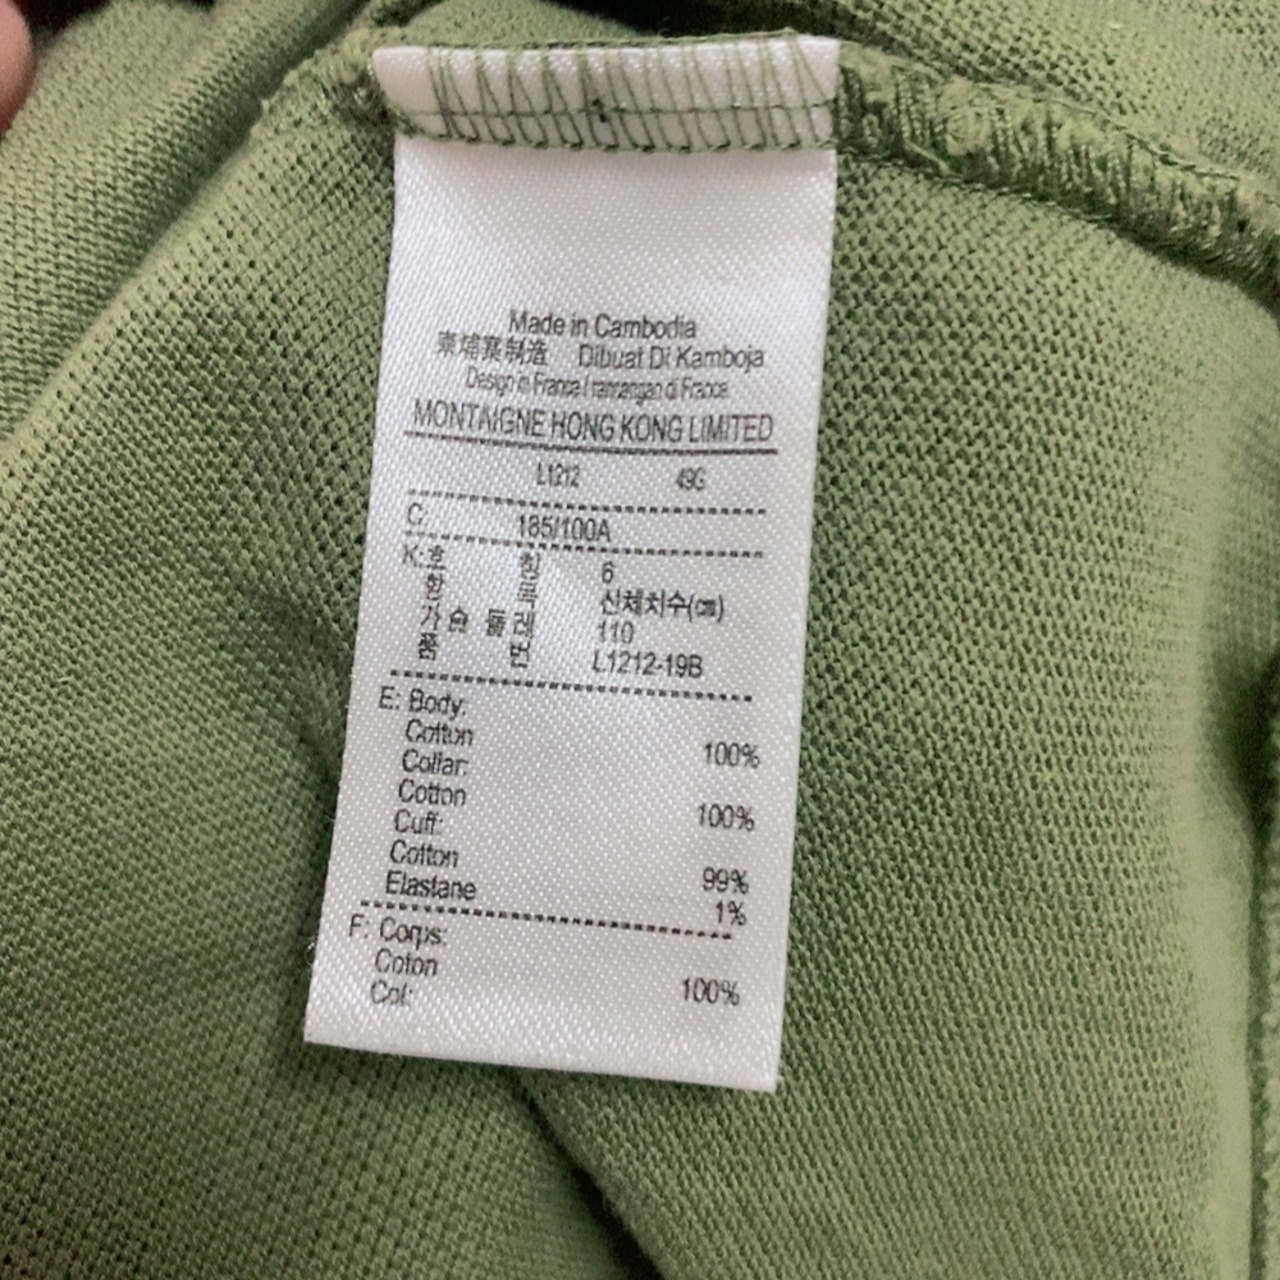 Made in Cambodia
柬埔寨制造 Dibuat Di Kamboja
Design in France / rancangan di France
MONTAIGNE HONG KONG LIMITED
L1212 49G
C 185/100A
K: 호 칭 6
환 르 신체치수(㎝)
가 슴 둘 레 110
품 번 L1212-19B
E: Body:
Cotton 100%
Collar:
Cotton 100%
Cuff:
Cotton 99%
Elastane 1%
F: Corps:
Coton 100%
Col: